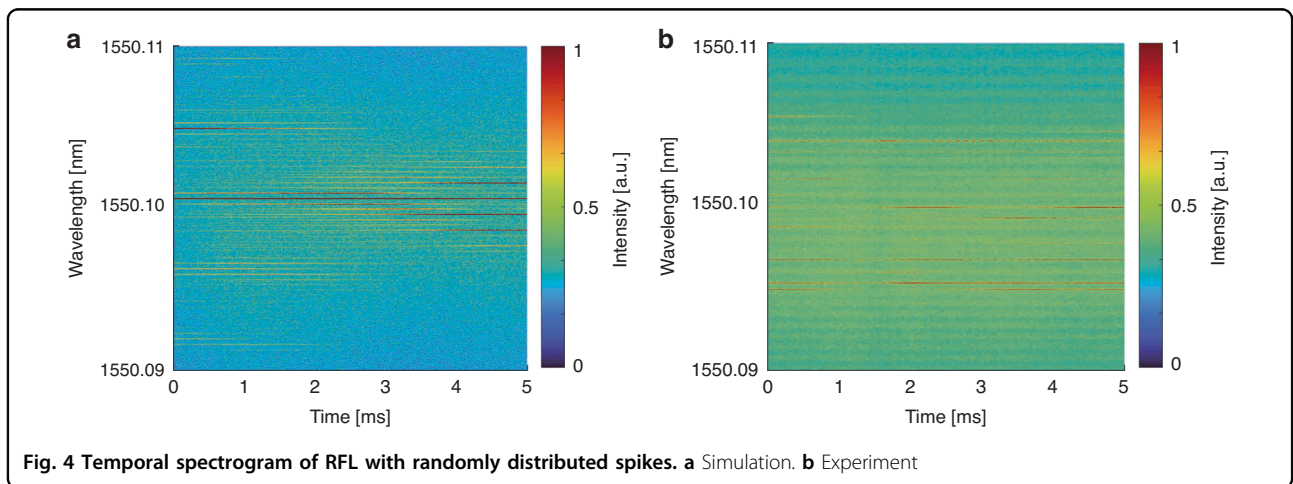 a
1550.11
1550.10
1550.09
Wavelength [nm]
0 1 2 3 4 5
Time [ms]
1
0.5
0
Intensity [a.u.]
b
1550.11
1550.10
1550.09
Wavelength [nm]
0 1 2 3 4 5
Time [ms]
1
0.5
0
Intensity [a.u.]
Fig. 4 Temporal spectrogram of RFL with randomly distributed spikes. a Simulation. b Experiment